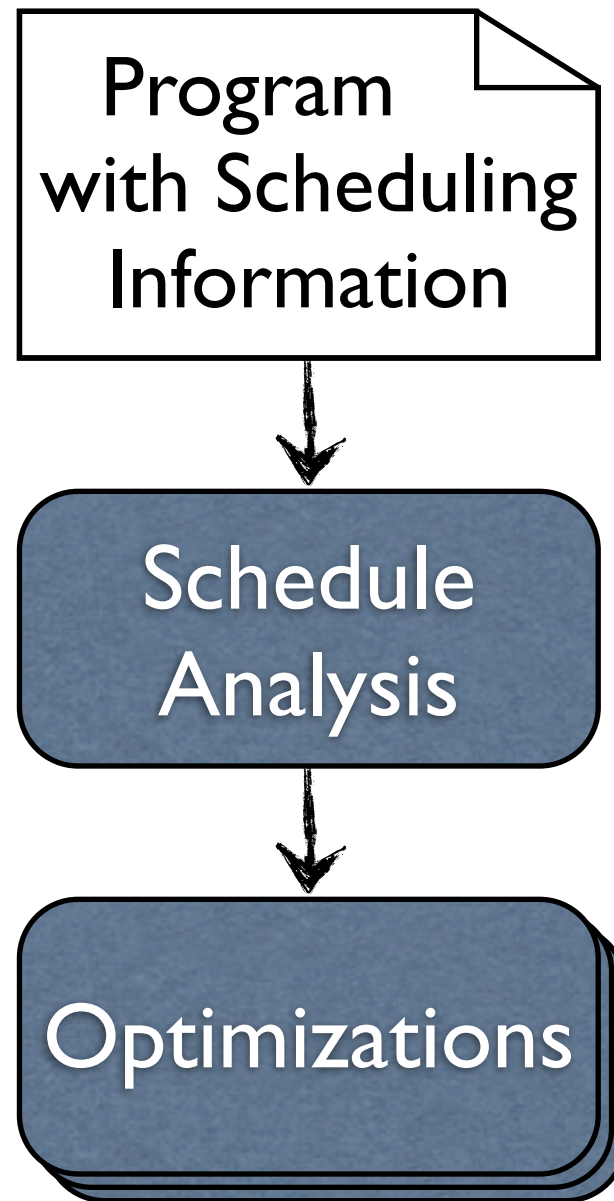 Program
with Scheduling
Information
Schedule
Analysis
Optimizations